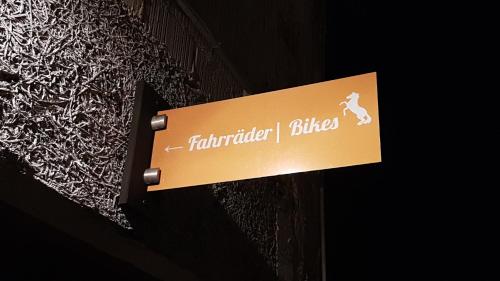 ← Fahrräder | Bikes